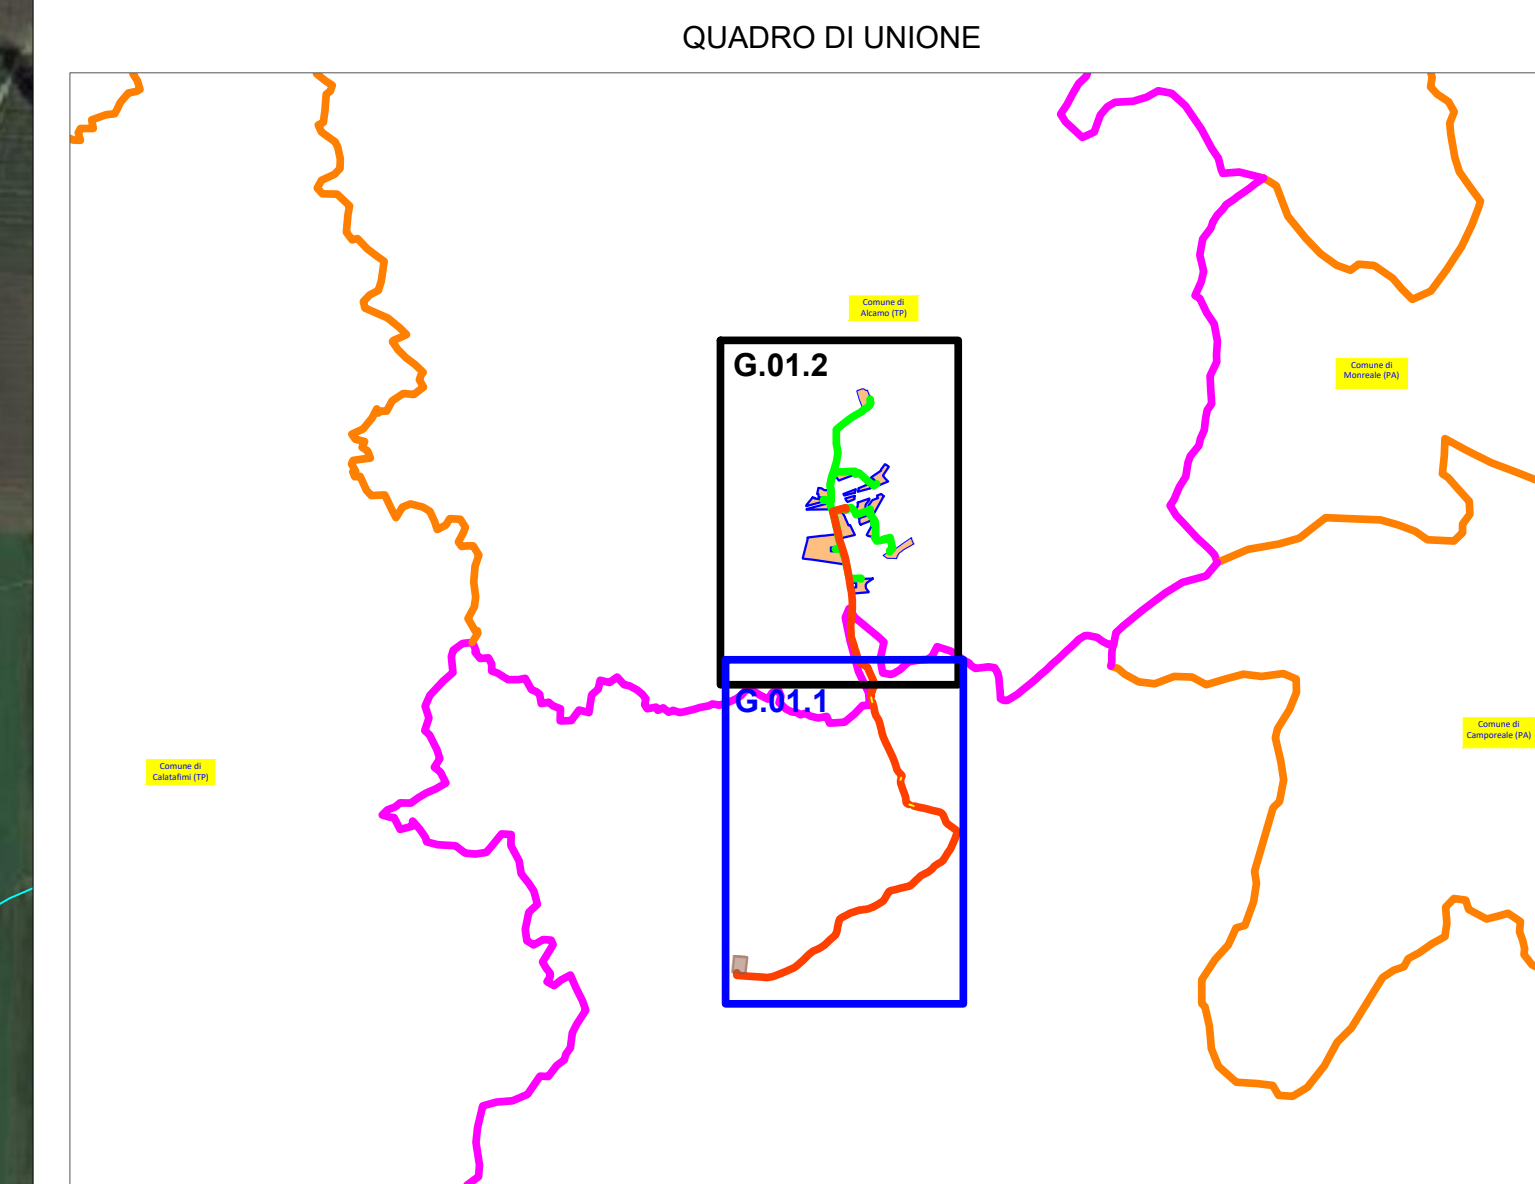 QUADRO DI UNIONE
Comune di
Alcamo (TP)
G.01.2
Comune di
Monreale (PA)
G.01.1
Comune di
Camporeale (PA)
Comune di
Calatafimi (TP)